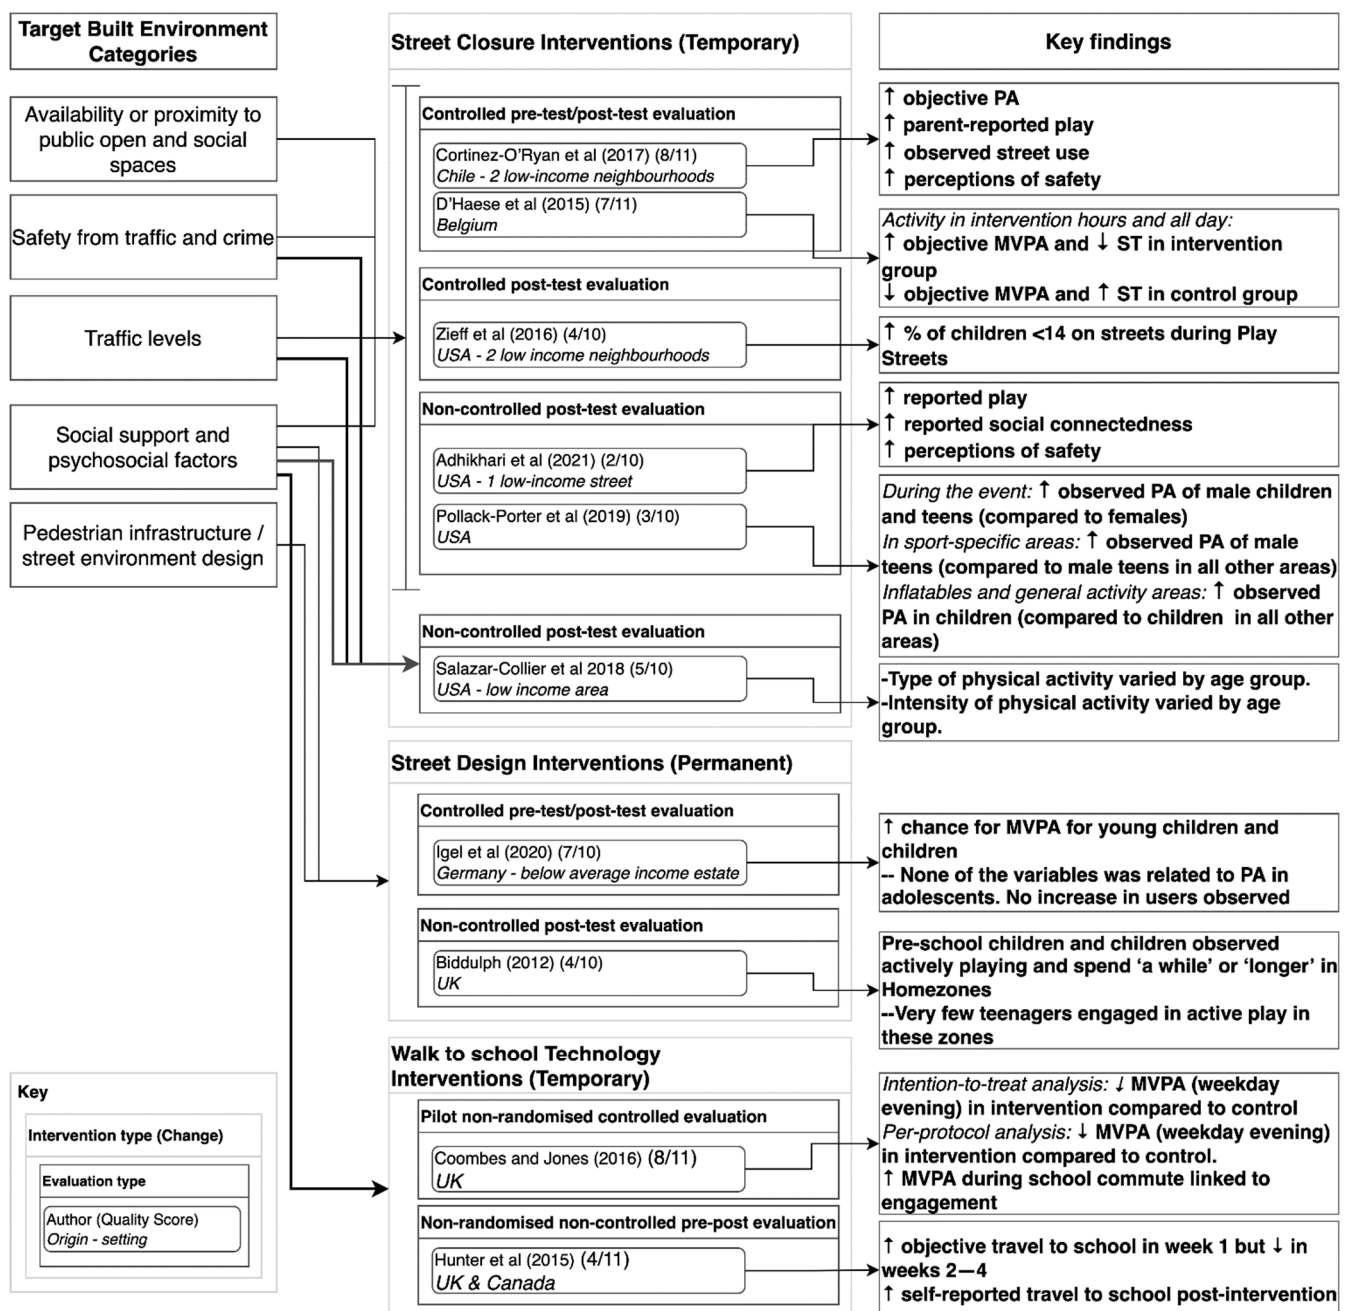 Target Built Environment
Categories
Availability or proximity to
public open and social
spaces
Safety from traffic and crime
Traffic levels
Social support and
psychosocial factors
Pedestrian infrastructure /
street environment design
Street Closure Interventions (Temporary)
Controlled pre-test/post-test evaluation
Cortinez-O'Ryan et al (2017) (8/11)
Chile - 2 low-income neighbourhoods
D'Haese et al (2015) (7/11)
Belgium
Controlled post-test evaluation
Zieff et al (2016) (4/10)
USA - 2 low income neighbourhoods
Non-controlled post-test evaluation
Adhikhari et al (2021) (2/10)
USA - 1 low-income street
Pollack-Porter et al (2019) (3/10)
USA
Non-controlled post-test evaluation
Salazar-Collier et al 2018 (5/10)
USA - low income area
Street Design Interventions (Permanent)
Controlled pre-test/post-test evaluation
Igel et al (2020) (7/10)
Germany - below average income estate
Non-controlled post-test evaluation
Biddulph (2012) (4/10)
UK
Walk to school Technology
Interventions (Temporary)
Pilot non-randomised controlled evaluation
Coombes and Jones (2016) (8/11)
UK
Non-randomised non-controlled pre-post evaluation
Hunter et al (2015) (4/11)
UK & Canada
Key findings
↑ objective PA
↑ parent-reported play
↑ observed street use
↑ perceptions of safety
Activity in intervention hours and all day:
↑ objective MVPA and ↓ ST in intervention
group
↓ objective MVPA and ↑ ST in control group
↑ % of children <14 on streets during Play
Streets
↑ reported play
↑ reported social connectedness
↑ perceptions of safety
During the event: ↑ observed PA of male children
and teens (compared to females)
In sport-specific areas: ↑ observed PA of male
teens (compared to male teens in all other areas)
Inflatables and general activity areas: ↑ observed
PA in children (compared to children in all other
areas)
-Type of physical activity varied by age group.
-Intensity of physical activity varied by age
group.
↑ chance for MVPA for young children and
children
-- None of the variables was related to PA in
adolescents. No increase in users observed
Pre-school children and children observed
actively playing and spend 'a while' or 'longer' in
Homezones
--Very few teenagers engaged in active play in
these zones
Intention-to-treat analysis: ↓ MVPA (weekday
evening) in intervention compared to control
Per-protocol analysis: ↓ MVPA (weekday evening)
in intervention compared to control.
↑ MVPA during school commute linked to
engagement
↑ objective travel to school in week 1 but ↓ in
weeks 2—4
↑ self-reported travel to school post-intervention
Key
Intervention type (Change)
Evaluation type
Author (Quality Score)
Origin - setting